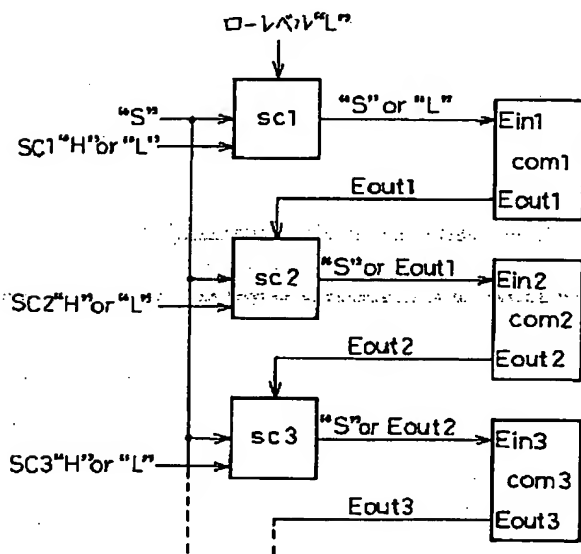 ローレベル“L”
“S”
sc1
“S” or “L”
Ein1
SC1“H”or “L”
com1
Eout1
Eout1
sc2
“S” or Eout1
Ein2
SC2“H”or “L”
com2
Eout2
Eout2
sc3
“S” or Eout2
Ein3
SC3“H”or “L”
com3
Eout3
Eout3